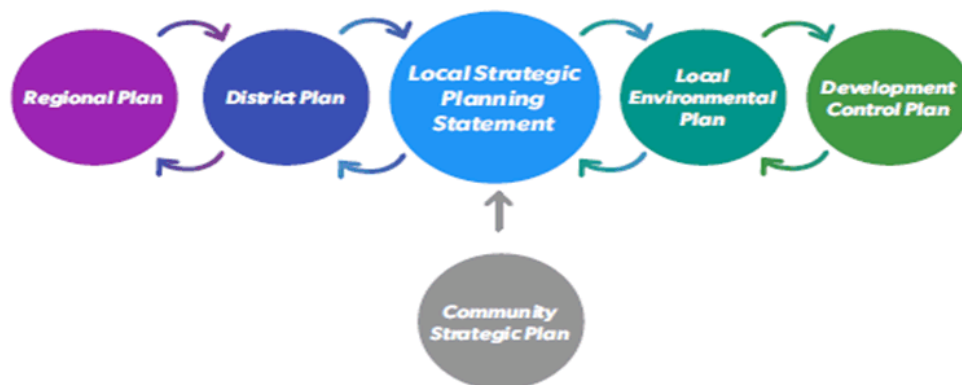 Regional Plan
District Plan
Local Strategic
Planning
Statement
Local
Environmental
Plan
Development
Control Plan
Community
Strategic Plan